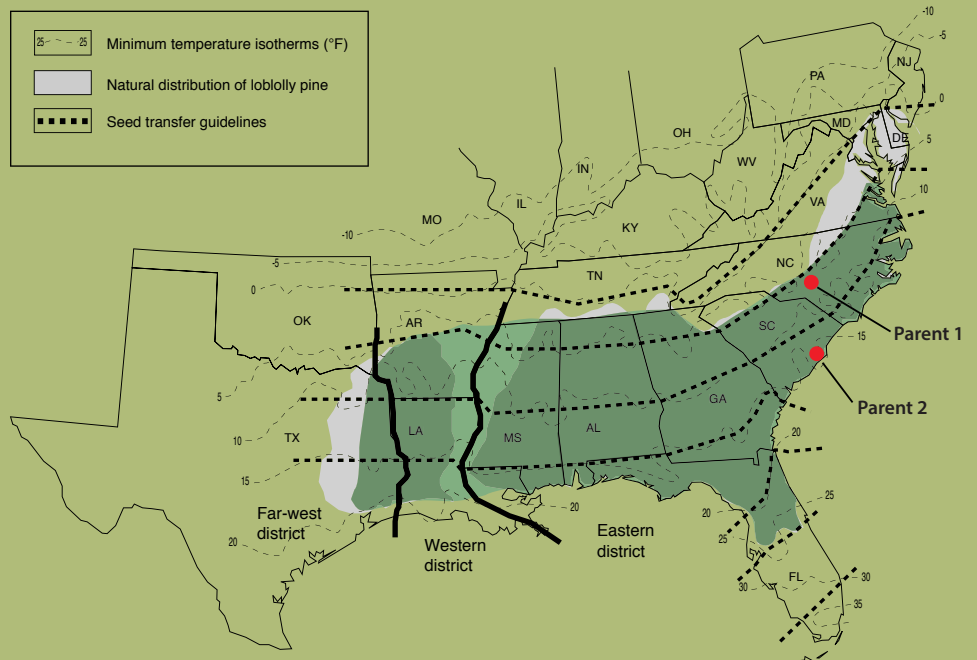 25 25 Minimum temperature isotherms (°F)
Natural distribution of loblolly pine
Seed transfer guidelines
-10
-5
NJ
PA
0
OH
MD
DE
5
WV
IN
IL
VA
10
MO
KY
-10
-5
NC
TN
0
OK
AR
SC
15
Parent 1
Parent 2
5
GA
TX
LA
MS
AL
20
10
15
25
Far-west
district
20
20
Western
district
Eastern
district
20
25
30
FL
30
35